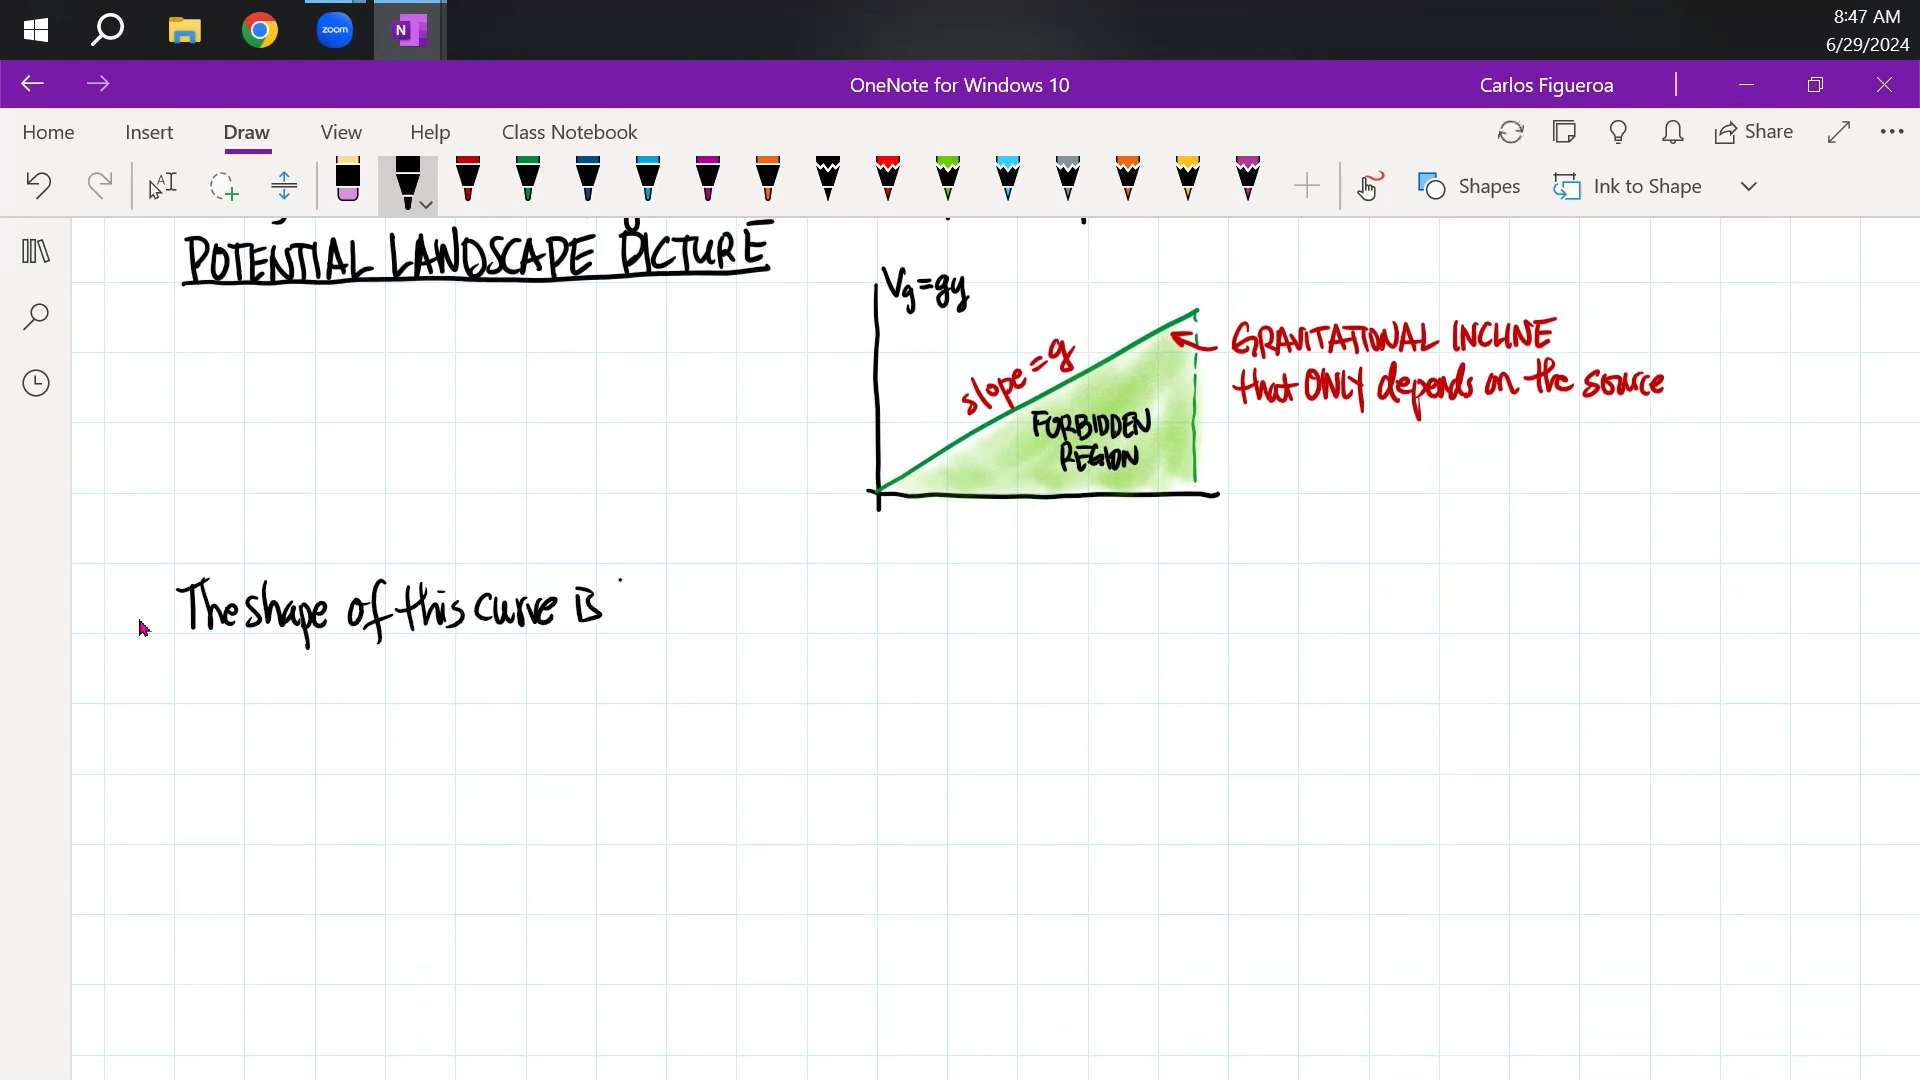 zoom
N
8:47 AM
6/29/2024
OneNote for Windows 10
Carlos Figueroa
Home
Insert
Draw
View
Help
Class Notebook
Share
Shapes
Ink to Shape
POTENTIAL LANDSCAPE PICTURE
Vg=gy
slope = g
GRAVITATIONAL INCLINE
that ONLY depends on the source
FORBIDDEN
REGION
The shape of this curve is